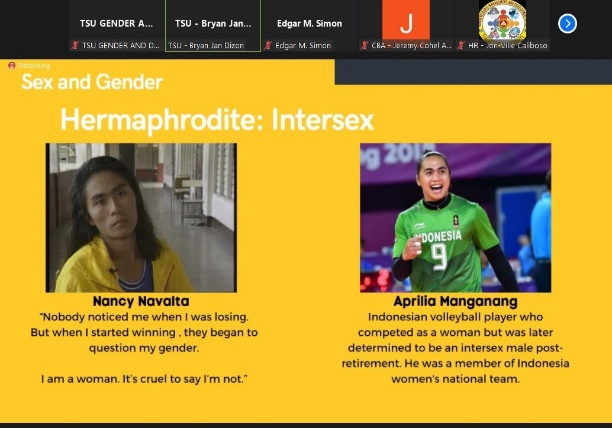 TSU GENDER A...
TSU - Bryan Jan...
Edgar M. Simon
J
TSU GENDER AND D...
TSU - Bryan Jan Dizon
Edgar M. Simon
CBA - Jeremy Cohel A...
HR - Jon-Ville Caliboso
Recording
Sex and Gender
Hermaphrodite: Intersex
og 2018
INDONESIA
9
Nancy Navalta
"Nobody noticed me when I was losing.
But when I started winning , they began to
question my gender.
I am a woman. It's cruel to say I'm not."
Aprilia Manganang
Indonesian volleyball player who
competed as a woman but was later
determined to be an intersex male post-
retirement. He was a member of Indonesia
women's national team.